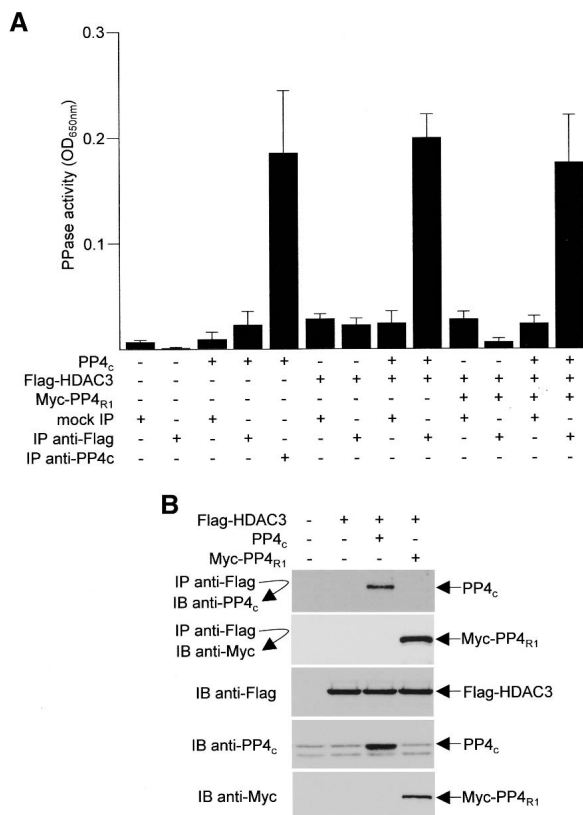 A
0.3
0.2
0.1
PPase activity (OD650nm)
PP4c - - + + + - - + + - - + +
Flag-HDAC3 - - - - - + + + + + + + +
Myc-PP4R1 - - - - - - - - - + + + +
mock IP + - + - - + - + - + - + -
IP anti-Flag - + - + - - + - + - + - +
IP anti-PP4c - - - - + - - - - - - - -
B
Flag-HDAC3 - + + +
PP4c - - + -
Myc-PP4R1 - - - +
IP anti-Flag
IB anti-PP4c
PP4c
IP anti-Flag
IB anti-Myc
Myc-PP4R1
IB anti-Flag
Flag-HDAC3
IB anti-PP4c
PP4c
IB anti-Myc
Myc-PP4R1